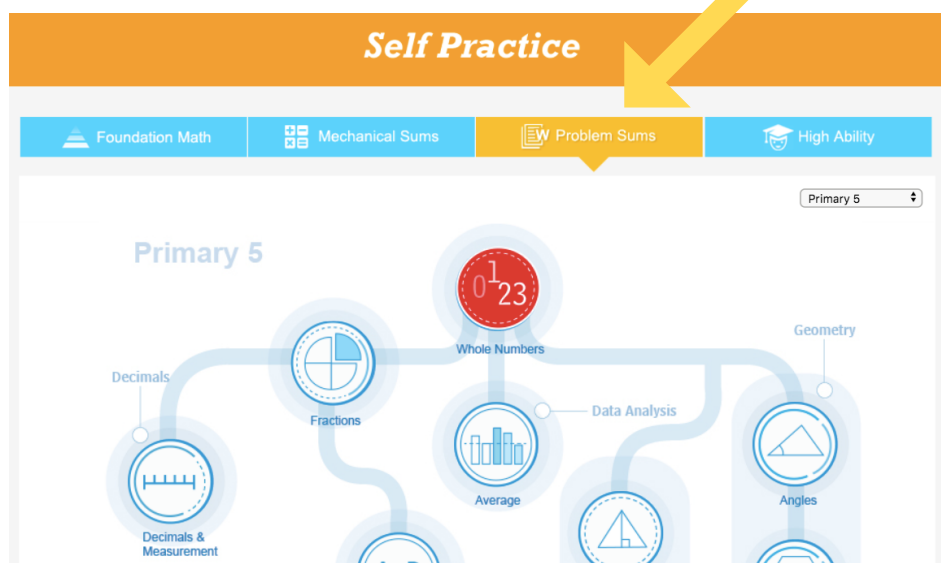 Self Practice
Foundation Math
Mechanical Sums
W Problem Sums
High Ability
Primary 5
Primary 5
0123
Whole Numbers
Geometry
Decimals
Fractions
Data Analysis
Average
Angles
Decimals &
Measurement